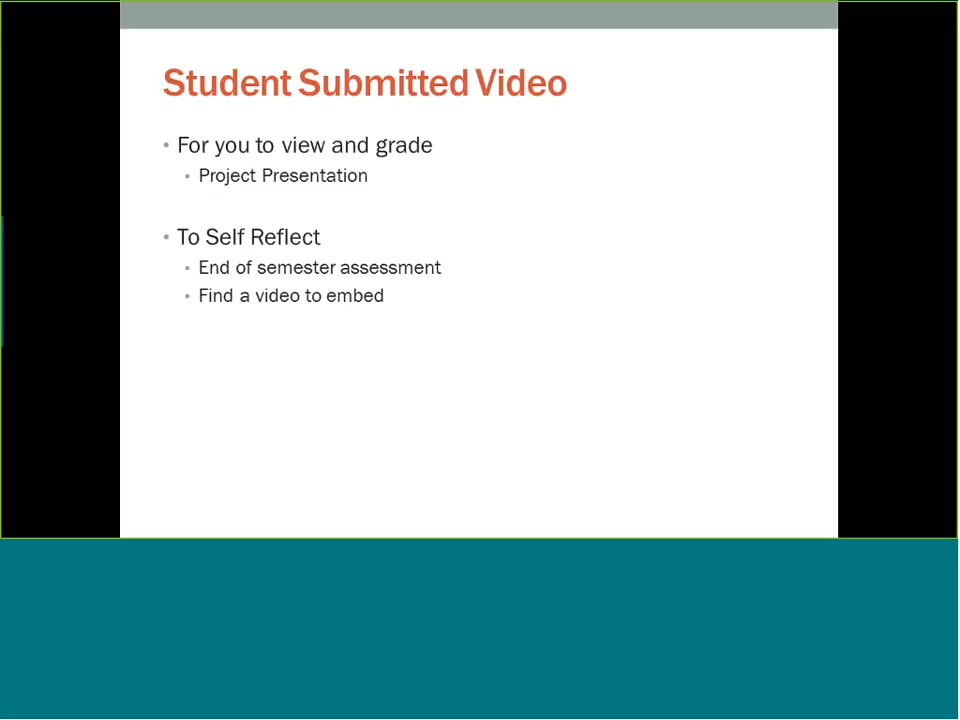 Student Submitted Video
• For you to view and grade
• Project Presentation
• To Self Reflect
• End of semester assessment
• Find a video to embed